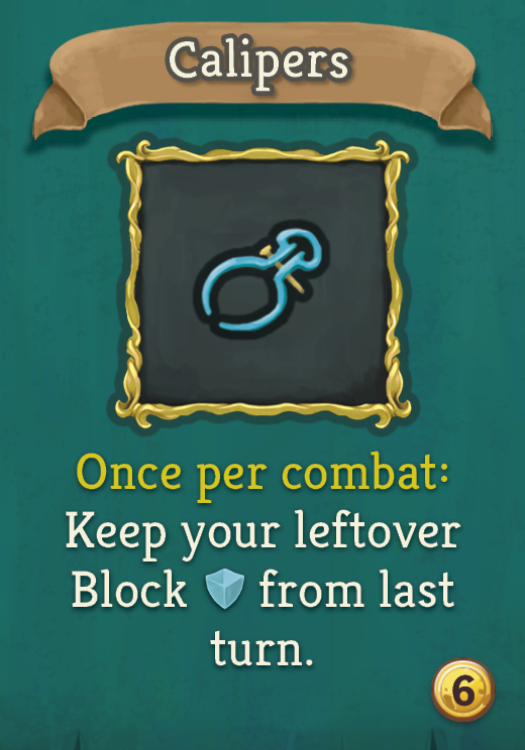 Calipers
Once per combat:
Keep your leftover
Block from last
turn.
6